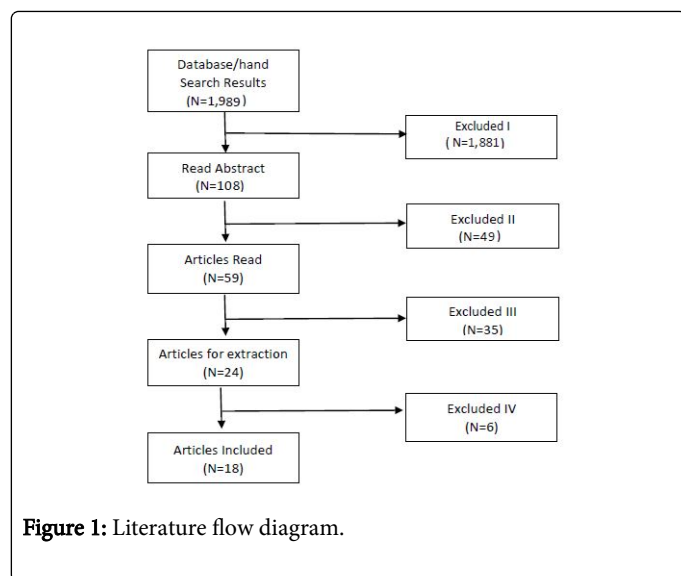 Database/hand
Search Results
(N=1,989)
Excluded I
( N=1,881)
Read Abstract
(N=108)
Excluded II
(N=49)
Articles Read
(N=59)
Excluded III
(N=35)
Articles for extraction
(N=24)
Excluded IV
(N=6)
Articles Included
(N=18)
Figure 1: Literature flow diagram.